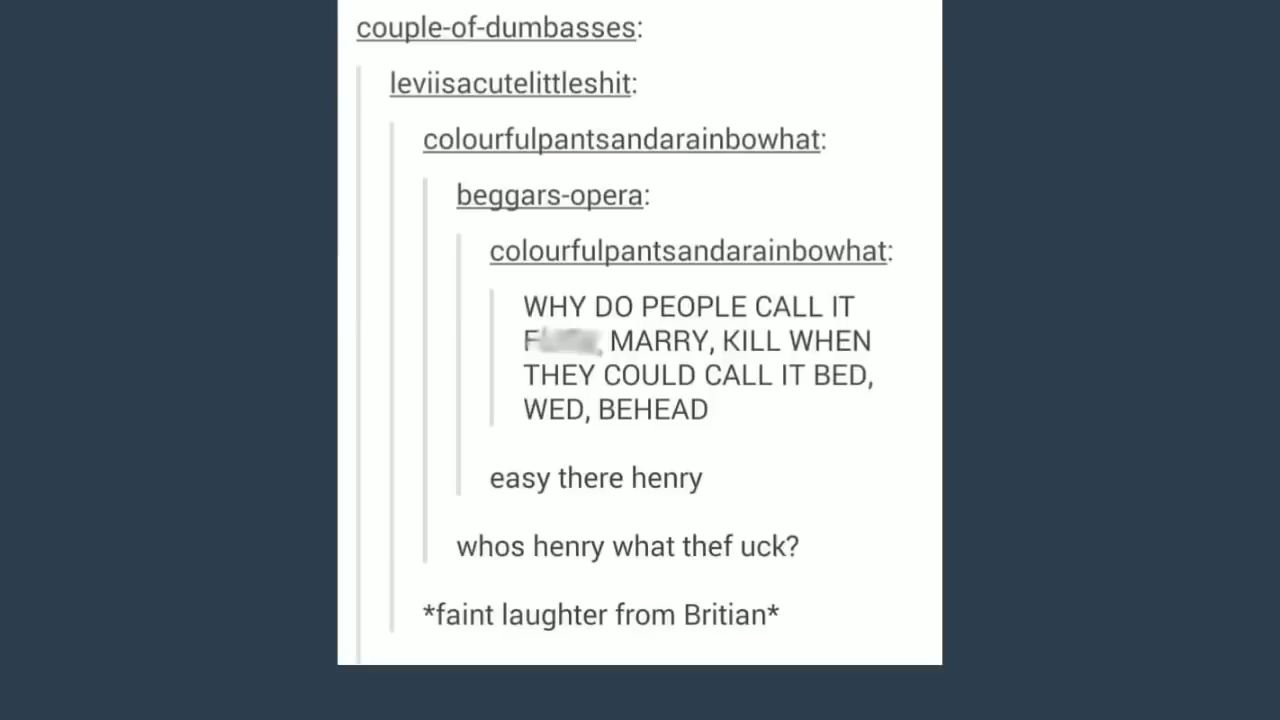 couple-of-dumbasses:
leviisacutelittleshit:
colourfulpantsandarainbowhat:
beggars-opera:
colourfulpantsandarainbowhat:
WHY DO PEOPLE CALL IT
MARRY, KILL WHEN
THEY COULD CALL IT BED,
WED, BEHEAD
easy there henry
whos henry what thef uck?
*faint laughter from Britian*